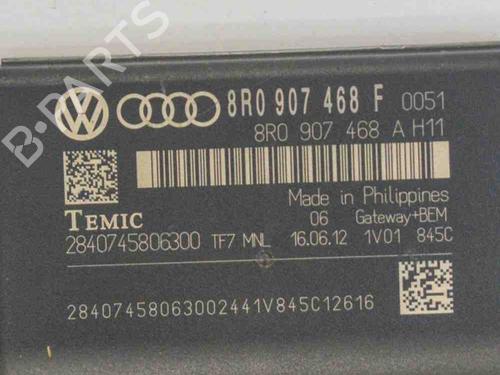 B-PARTS
8R0 907 468 F 0051
8R0 907 468 A H11
Made in Philippines
TEMIC 06 Gateway+BEM
2840745806300 TF7 MNL 16.06.12 1V01 845C
28407458063002441V845C12616